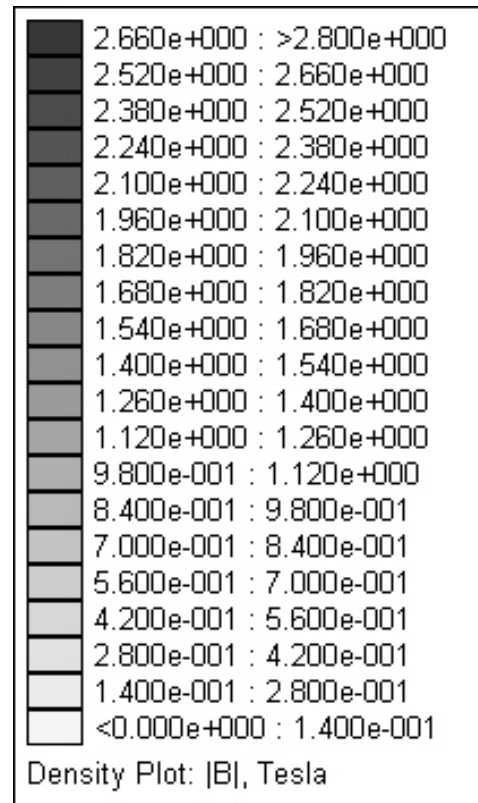 2.660e+000 : >2.800e+000
2.520e+000 : 2.660e+000
2.380e+000 : 2.520e+000
2.240e+000 : 2.380e+000
2.100e+000 : 2.240e+000
1.960e+000 : 2.100e+000
1.820e+000 : 1.960e+000
1.680e+000 : 1.820e+000
1.540e+000 : 1.680e+000
1.400e+000 : 1.540e+000
1.260e+000 : 1.400e+000
1.120e+000 : 1.260e+000
9.800e-001 : 1.120e+000
8.400e-001 : 9.800e-001
7.000e-001 : 8.400e-001
5.600e-001 : 7.000e-001
4.200e-001 : 5.600e-001
2.800e-001 : 4.200e-001
1.400e-001 : 2.800e-001
<0.000e+000 : 1.400e-001
Density Plot: |B|, Tesla